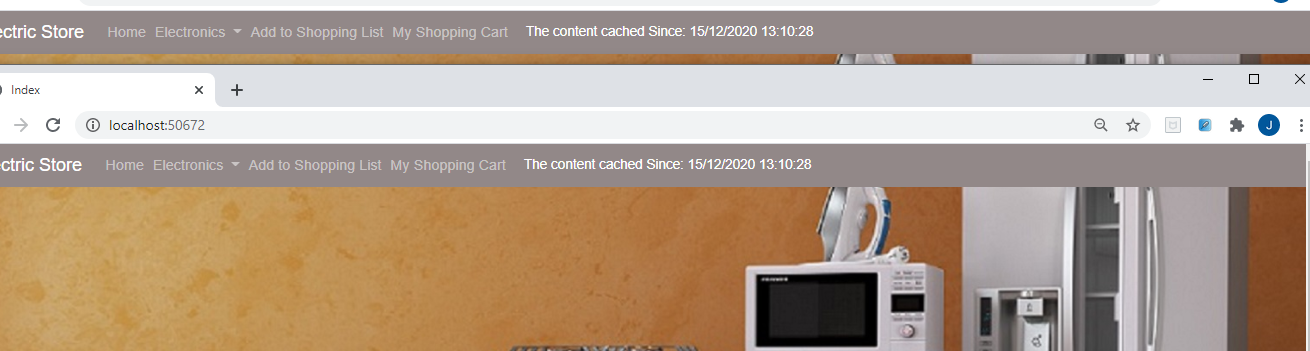 ectric Store Home Electronics Add to Shopping List My Shopping Cart The content cached Since: 15/12/2020 13:10:28
Index
localhost:50672 J
ectric Store Home Electronics Add to Shopping List My Shopping Cart The content cached Since: 15/12/2020 13:10:28